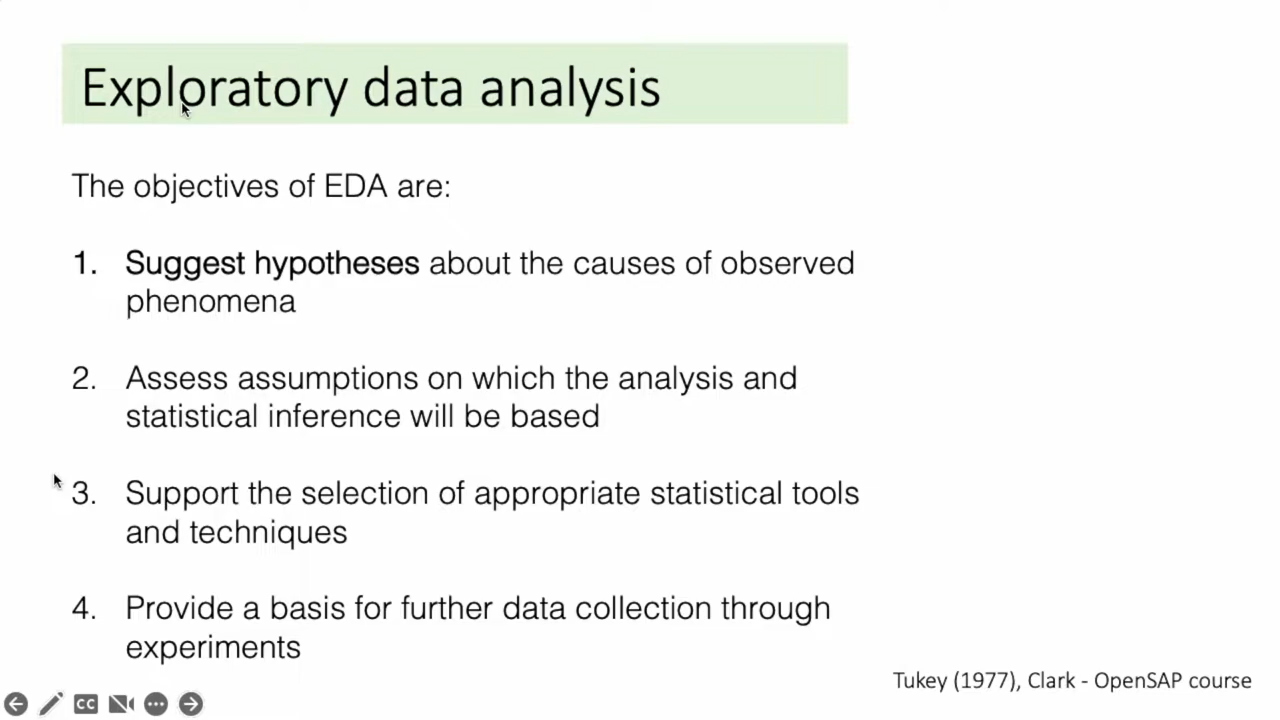 Exploratory data analysis
The objectives of EDA are:
1. Suggest hypotheses about the causes of observed
phenomena
2. Assess assumptions on which the analysis and
statistical inference will be based
3. Support the selection of appropriate statistical tools
and techniques
4. Provide a basis for further data collection through
experiments
Tukey (1977), Clark - OpenSAP course
CC